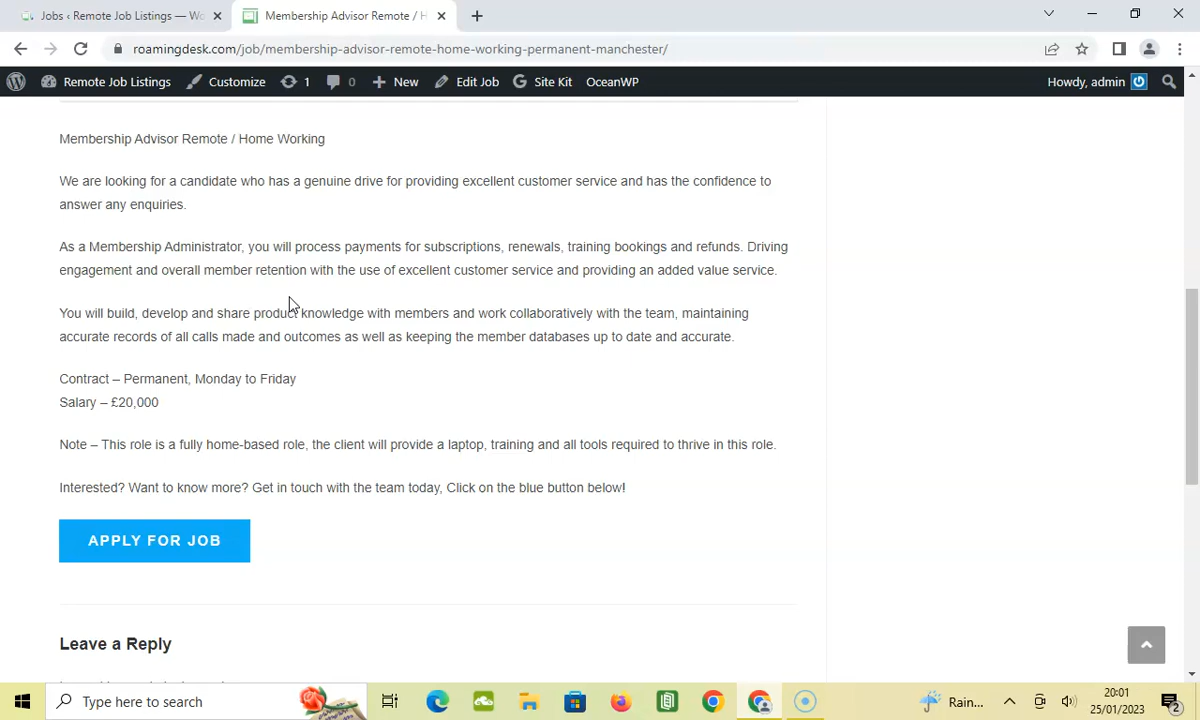 Jobs ‹ Remote Job Listings — Wo
Membership Advisor Remote / H
roamingdesk.com/job/membership-advisor-remote-home-working-permanent-manchester/
Remote Job Listings Customize 1 0 New Edit Job Site Kit OceanWP Howdy, admin
Membership Advisor Remote / Home Working
We are looking for a candidate who has a genuine drive for providing excellent customer service and has the confidence to
answer any enquiries.
As a Membership Administrator, you will process payments for subscriptions, renewals, training bookings and refunds. Driving
engagement and overall member retention with the use of excellent customer service and providing an added value service.
You will build, develop and share product knowledge with members and work collaboratively with the team, maintaining
accurate records of all calls made and outcomes as well as keeping the member databases up to date and accurate.
Contract – Permanent, Monday to Friday
Salary – £20,000
Note – This role is a fully home-based role, the client will provide a laptop, training and all tools required to thrive in this role.
Interested? Want to know more? Get in touch with the team today, Click on the blue button below!
APPLY FOR JOB
Leave a Reply
Type here to search
Rain...
20:01
25/01/2023
2